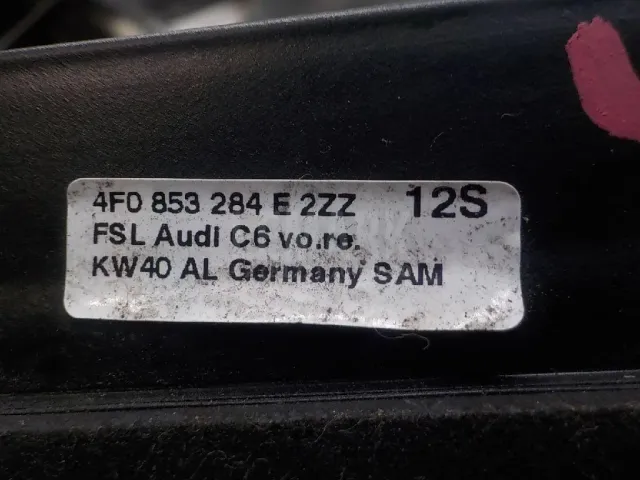 4F0 853 284 E 2ZZ 12S
FSL Audi C6 vo.re.
KW40 AL Germany SAM